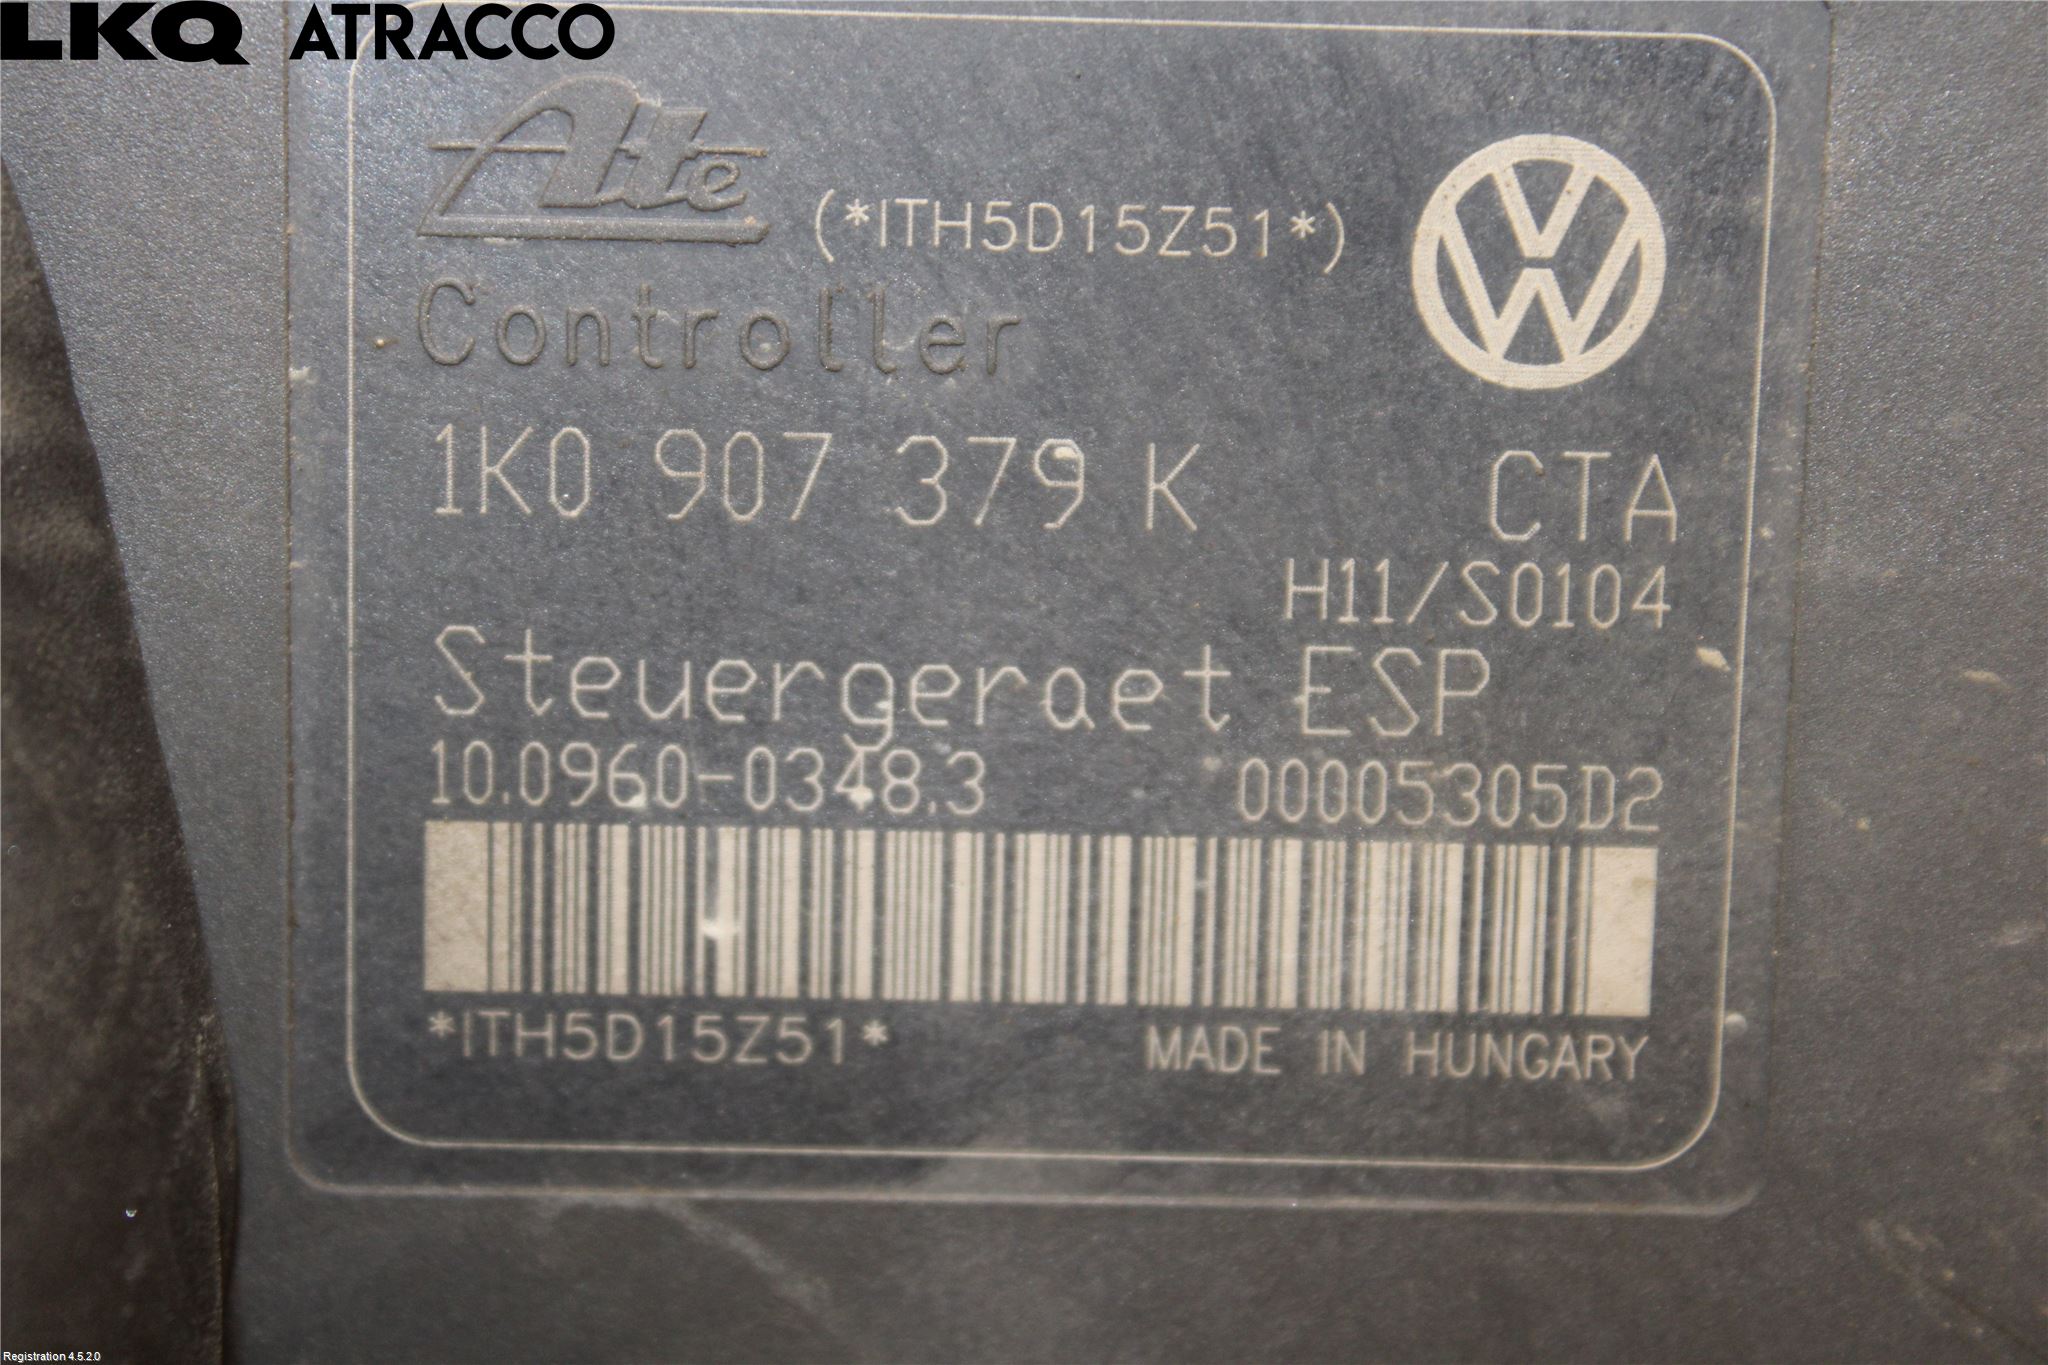 LKQ ATRACCO
Ate
(*ITH5D15Z51*)
Controller
1K0 907 379 K CTA
H11/S0104
Steuergeraet ESP
10.0960-0348.3 00005305D2
*ITH5D15Z51* MADE IN HUNGARY
Registration 4.5.2.0